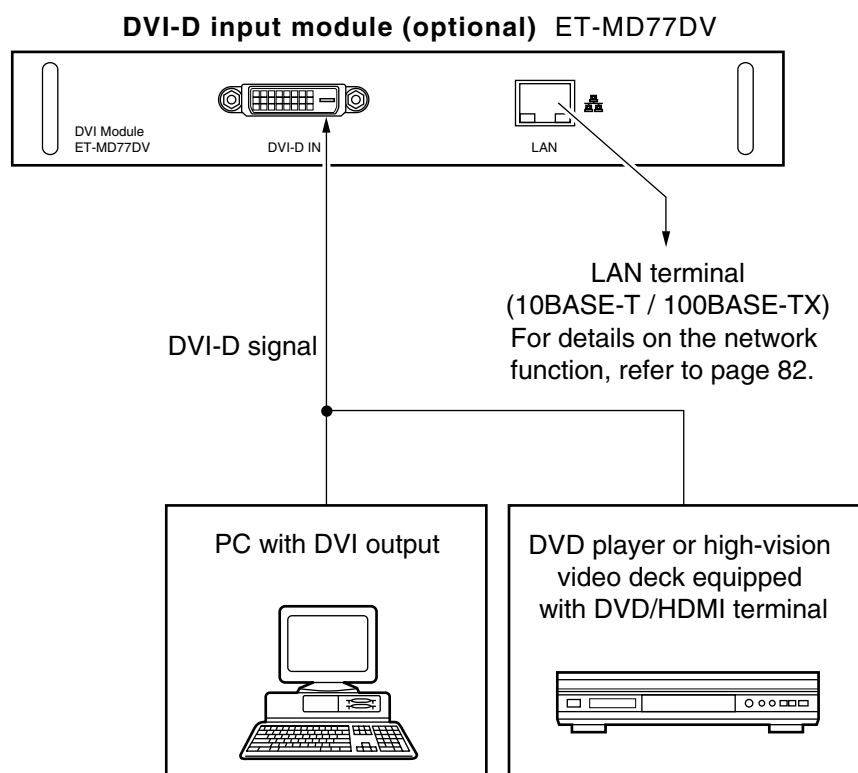 DVI-D input module (optional) ET-MD77DV
DVI Module
ET-MD77DV
DVI-D IN
LAN
LAN terminal
(10BASE-T / 100BASE-TX)
For details on the network
function, refer to page 82.
DVI-D signal
PC with DVI output
DVD player or high-vision
video deck equipped
with DVD/HDMI terminal